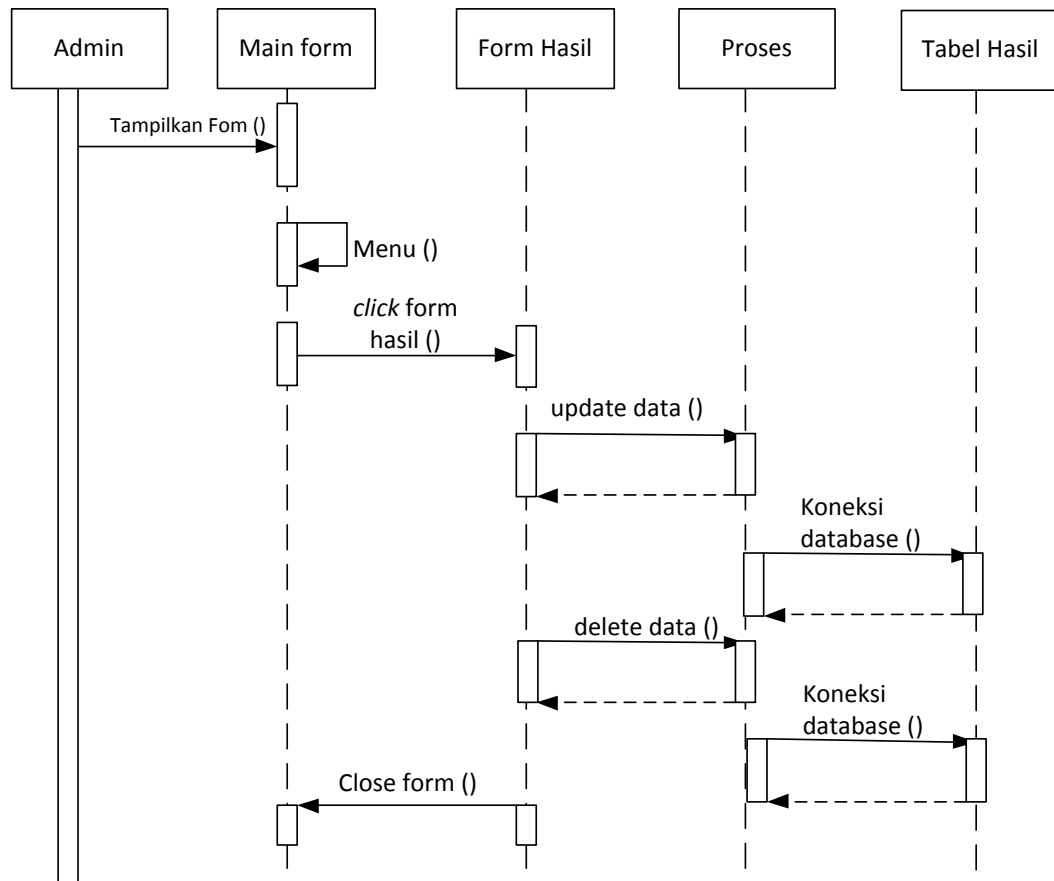 Admin
Main form
Form Hasil
Proses
Tabel Hasil
Tampilkan Fom ()
Menu ()
click form
hasil ()
update data ()
Koneksi
database ()
delete data ()
Koneksi
database ()
Close form ()